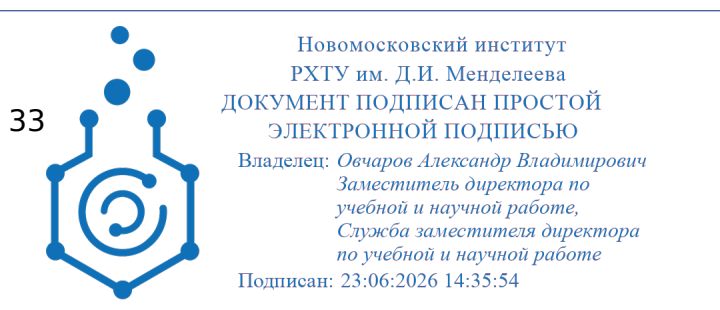 Новомосковский институт
РХТУ им. Д.И. Менделеева
ДОКУМЕНТ ПОДПИСАН ПРОСТОЙ
33
ЭЛЕКТРОННОЙ ПОДПИСЬЮ
Владелец: Овчаров Александр Владимирович
Заместитель директора по
учебной и научной работе,
Служба заместителя директора
по учебной и научной работе
Подписан: 23:06:2026 14:35:54